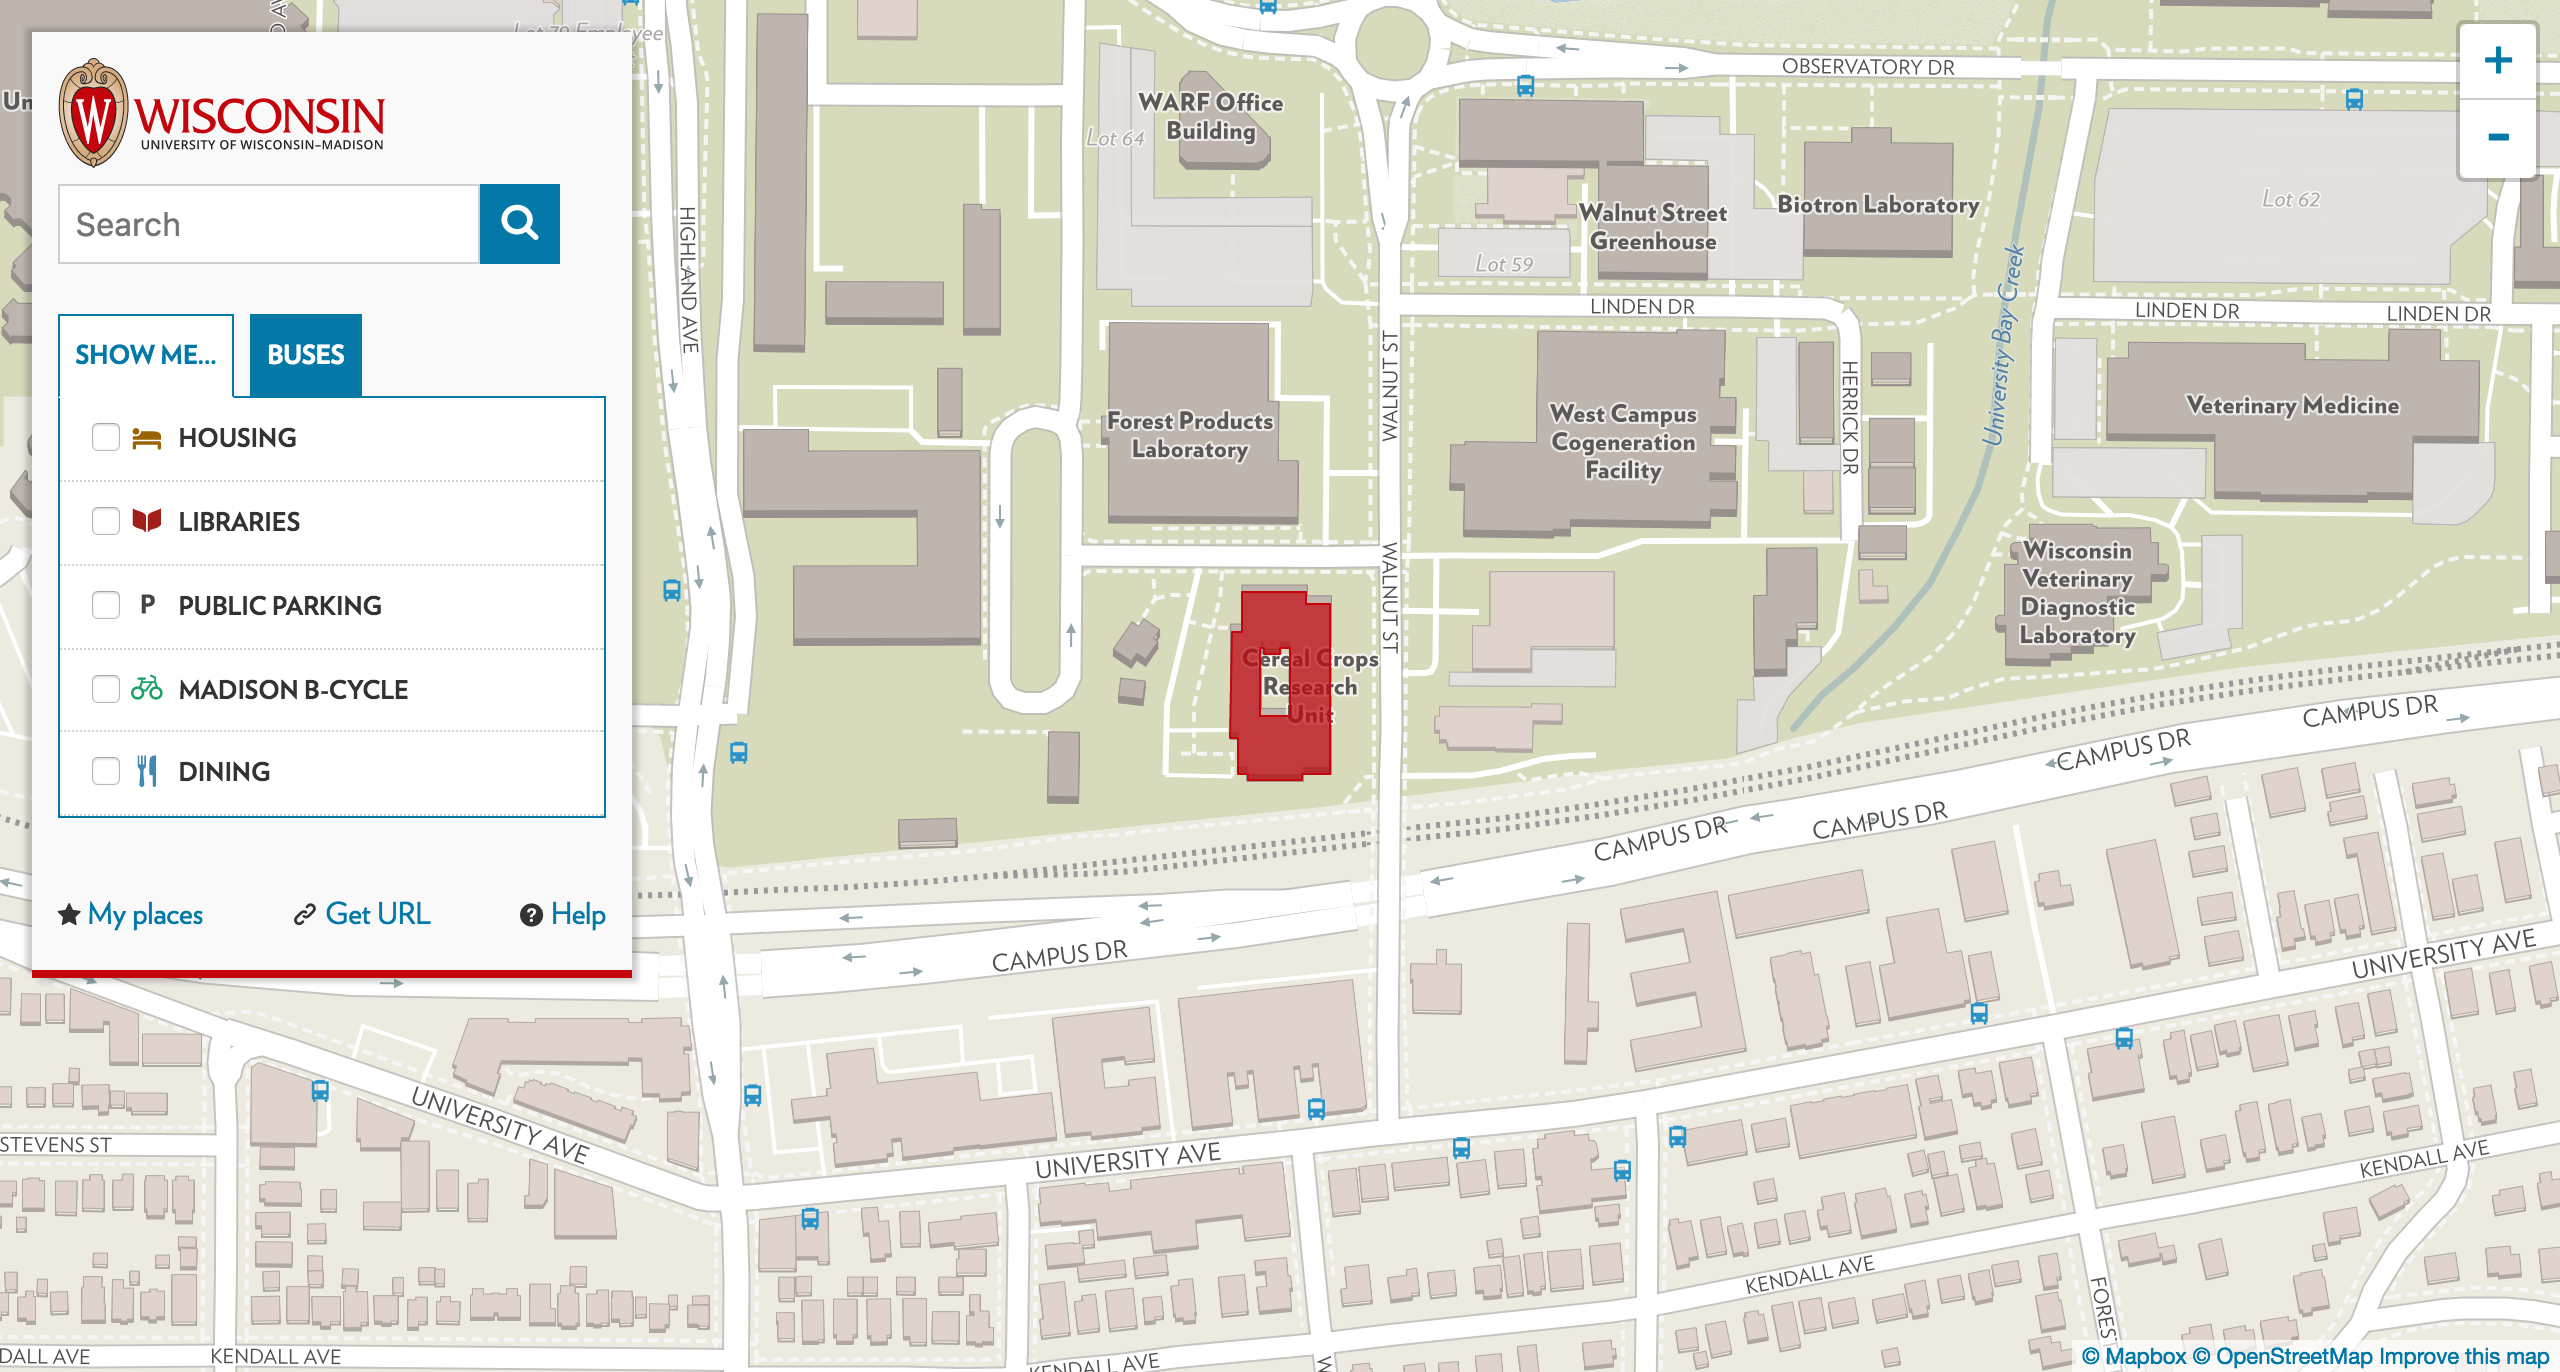 WISCONSIN
UNIVERSITY OF WISCONSIN–MADISON
Search
SHOW ME...
BUSES
HOUSING
LIBRARIES
P PUBLIC PARKING
MADISON B-CYCLE
DINING
My places
Get URL
? Help
Lot 79 Employee
Un
HIGHLAND AVE
WARF Office
Building
Lot 64
OBSERVATORY DR
Walnut Street
Greenhouse
Lot 59
Biotron Laboratory
Lot 62
+
-
LINDEN DR
LINDEN DR
LINDEN DR
University Bay Creek
WALNUT ST
HERRICK DR
Forest Products
Laboratory
West Campus
Cogeneration
Facility
Veterinary Medicine
Wisconsin
Veterinary
Diagnostic
Laboratory
WALNUT ST
Cereal Crops
Research
Unit
CAMPUS DR
CAMPUS DR
CAMPUS DR
CAMPUS DR
CAMPUS DR
UNIVERSITY AVE
UNIVERSITY AVE
UNIVERSITY AVE
STEVENS ST
KENDALL AVE
KENDALL AVE
FOREST
DALL AVE
KENDALL AVE
KENDALL AVE
W
© Mapbox © OpenStreetMap Improve this map